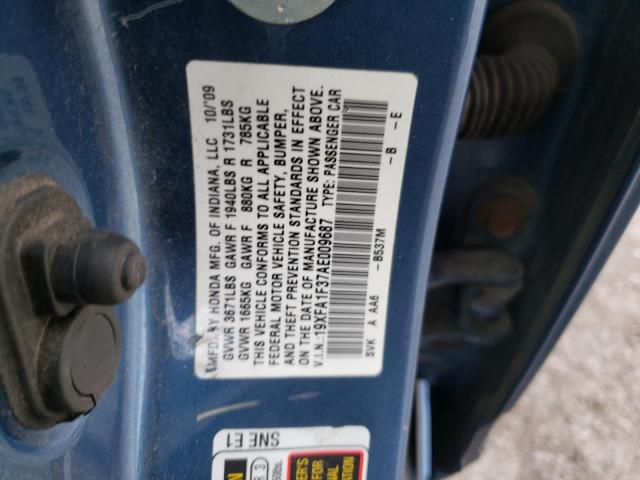 MFD. BY HONDA MFG. OF INDIANA, LLC 10/'09
GVWR 3671LBS GAWR F 1940LBS R 1731LBS
GVWR 1665KG GAWR F 880KG R 785KG
THIS VEHICLE CONFORMS TO ALL APPLICABLE
FEDERAL MOTOR VEHICLE SAFETY, BUMPER,
AND THEFT PREVENTION STANDARDS IN EFFECT
ON THE DATE OF MANUFACTURE SHOWN ABOVE.
V.I.N.:19XFA1F37AE009687 TYPE: PASSENGER CAR
SVK A AA6 -B537M -B -E
SNE E1